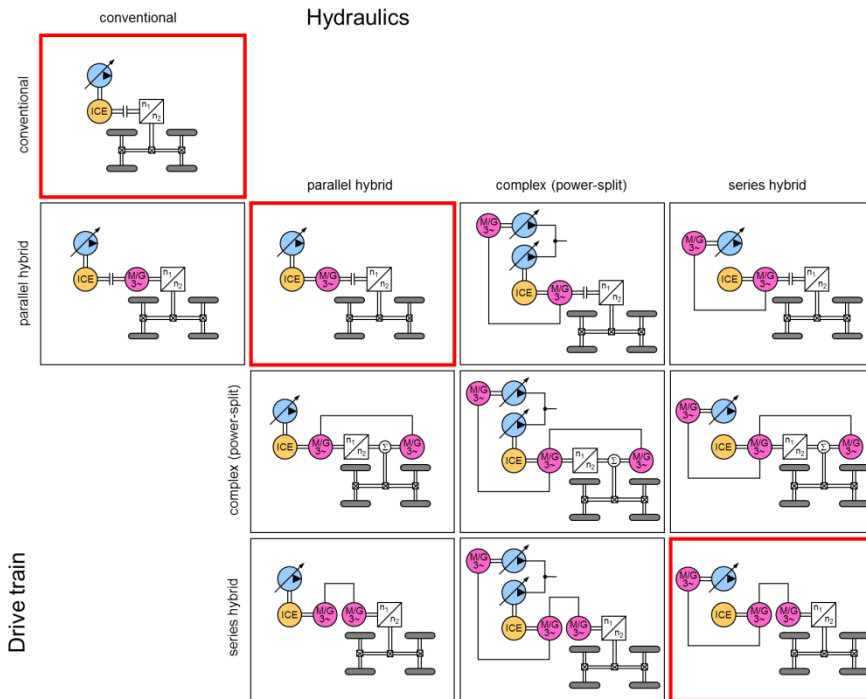 Hydraulics
conventional
conventional
ICE
n1
n2
parallel hybrid
complex (power-split)
series hybrid
parallel hybrid
ICE
M/G
3~
n1
n2
ICE
M/G
3~
n1
n2
M/G
3~
ICE
M/G
3~
n1
n2
M/G
3~
ICE
M/G
3~
n1
n2
complex (power-split)
ICE
M/G
3~
n1
n2
Σ
M/G
3~
M/G
3~
ICE
M/G
3~
n1
n2
Σ
M/G
3~
M/G
3~
ICE
M/G
3~
n1
n2
Σ
M/G
3~
Drive train
series hybrid
ICE
M/G
3~
M/G
3~
n1
n2
M/G
3~
ICE
M/G
3~
M/G
3~
n1
n2
M/G
3~
ICE
M/G
3~
M/G
3~
n1
n2